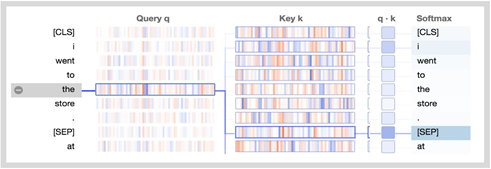 Query q Key k q · k Softmax
[CLS] [CLS]
i i
went went
to to
the the
store store
, ,
[SEP] [SEP]
at at